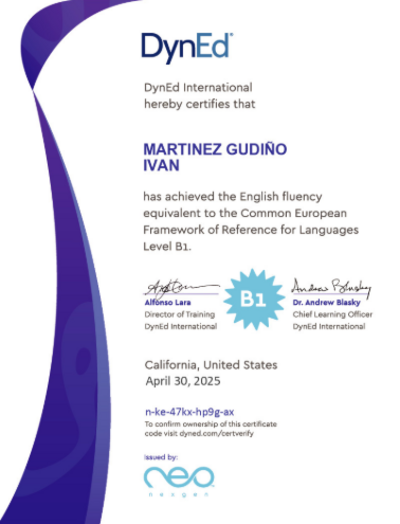 DynEd
DynEd International
hereby certifies that
MARTINEZ GUDIÑO
IVAN
has achieved the English fluency
equivalent to the Common European
Framework of Reference for Languages
Level B1.
Alfonso Lara
Director of Training
DynEd International
B1
Andrew Blasky
Dr. Andrew Blasky
Chief Learning Officer
DynEd International
California, United States
April 30, 2025
n-ke-47kx-hp9g-ax
To confirm ownership of this certificate
code visit dyned.com/certverify
Issued by:
neo
nexgen